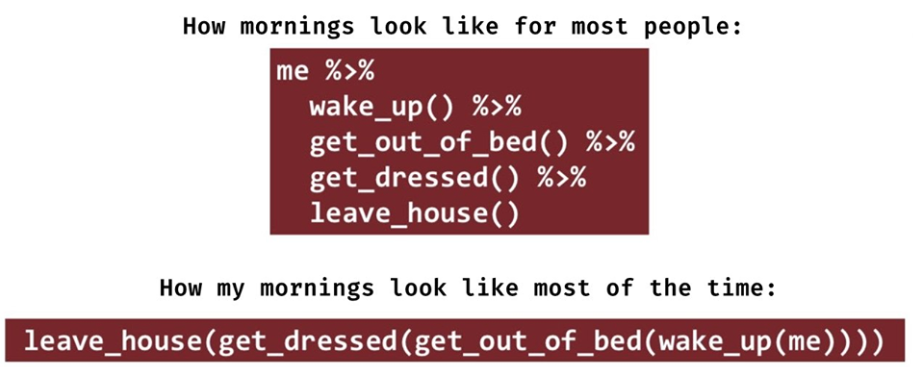 How mornings look like for most people:
me %>%
wake_up() %>%
get_out_of_bed() %>%
get_dressed() %>%
leave_house()
How my mornings look like most of the time:
leave_house(get_dressed(get_out_of_bed(wake_up(me))))